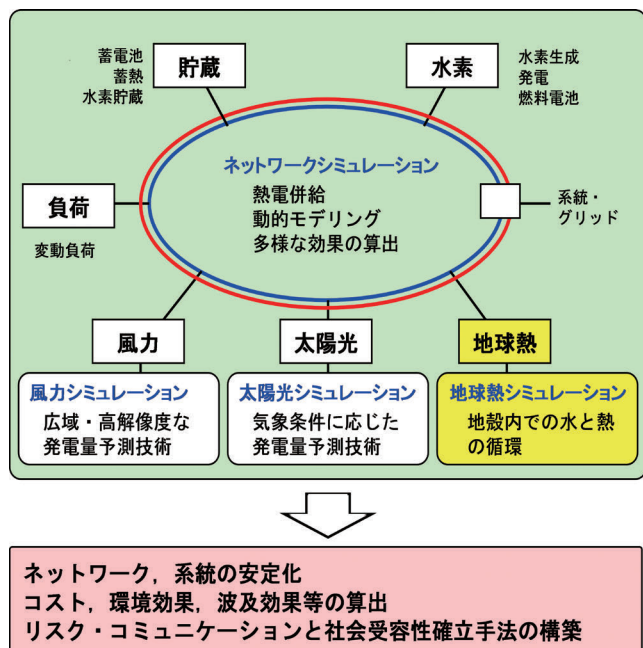 蓄電池
蓄熱
水素貯蔵
貯蔵
水素
水素生成
発電
燃料電池
ネットワークシミュレーション
熱電併給
動的モデリング
多様な効果の算出
負荷
変動負荷
系統・
グリッド
風力
太陽光
地球熱
風力シミュレーション
広域・高解像度な
発電量予測技術
太陽光シミュレーション
気象条件に応じた
発電量予測技術
地球熱シミュレーション
地殻内での水と熱
の循環
ネットワーク，系統の安定化
コスト，環境効果，波及効果等の算出
リスク・コミュニケーションと社会受容性確立手法の構築